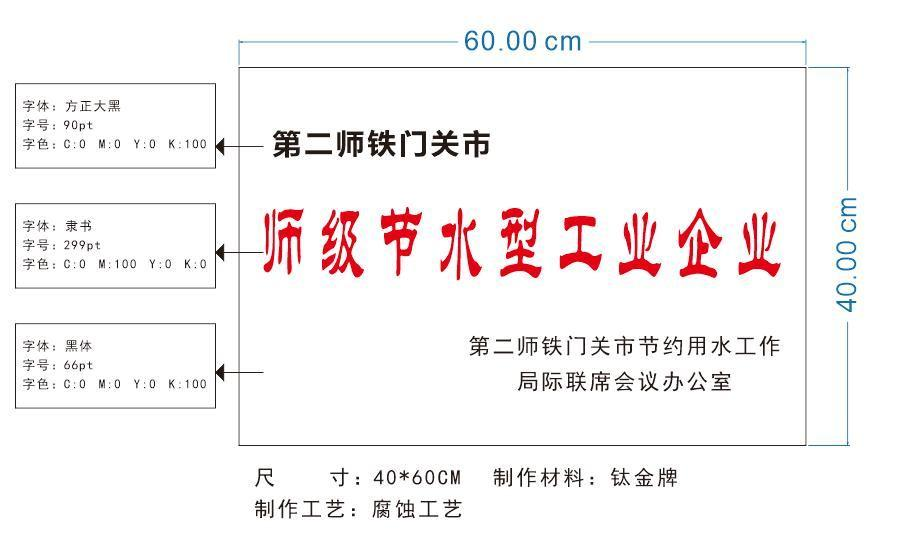 60.00 cm
字体：方正大黑
字号：90pt
字色：C:0 M:0 Y:0 K:100
第二师铁门关市
字体：隶书
字号：299pt
字色：C:0 M:100 Y:0 K:0
师级节水型工业企业
40.00 cm
字体：黑体
字号：66pt
字色：C:0 M:0 Y:0 K:100
第二师铁门关市节约用水工作
局际联席会议办公室
尺 寸：40*60CM 制作材料：钛金牌
制作工艺：腐蚀工艺